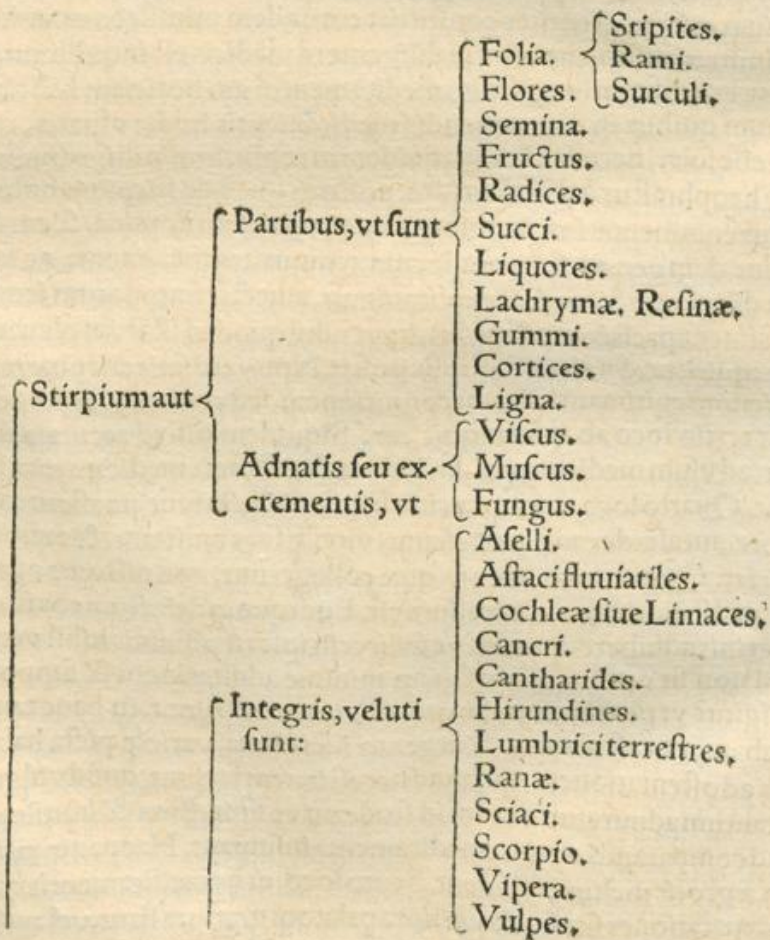 Stirpium aut
Partibus, vt sunt
Folia.
Stipites.
Rami.
Surculi.
Flores.
Semina.
Fructus.
Radices.
Succi.
Liquores.
Lachrymæ. Resinæ.
Gummi.
Cortices.
Ligna.
Adnatis seu ex-
crementis, vt
Viscus.
Muscus.
Fungus.
Integris, veluti
sunt:
Aselli.
Astaci fluuiatiles.
Cochleæ siue Limaces.
Cancri.
Cantharides.
Hirundines.
Lumbrici terrestres.
Ranæ.
Sciaci.
Scorpio.
Vipera.
Vulpes.